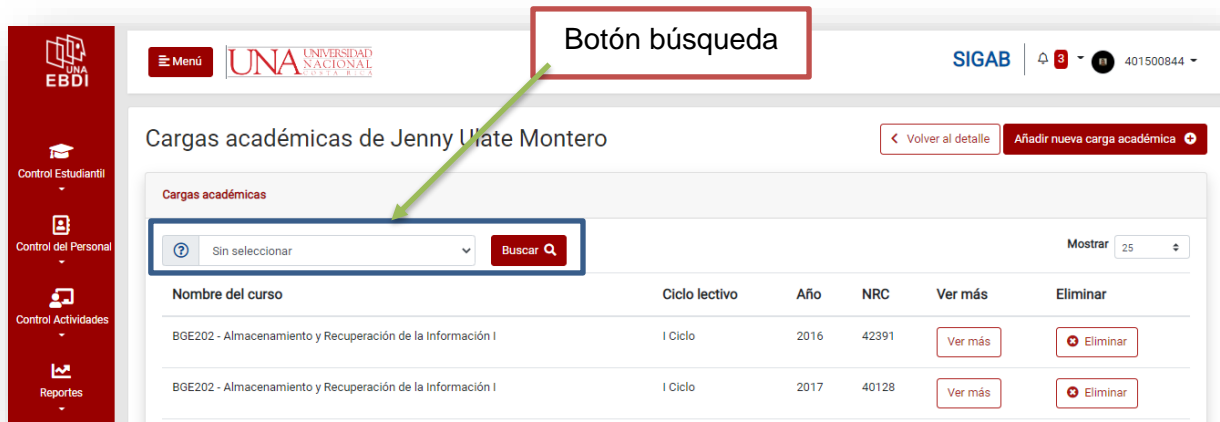 Botón búsqueda
UNA
EBDI
Menú
UNA UNIVERSIDAD
NACIONAL
COSTA RICA
SIGAB
3
401500844
Cargas académicas de Jenny Ulate Montero
Volver al detalle
Añadir nueva carga académica
Control Estudiantil
Cargas académicas
Control del Personal
? Sin seleccionar
Buscar
Mostrar 25
Nombre del curso Ciclo lectivo Año NRC Ver más Eliminar
Control Actividades
BGE202 - Almacenamiento y Recuperación de la Información I I Ciclo 2016 42391 Ver más Eliminar
Reportes
BGE202 - Almacenamiento y Recuperación de la Información I I Ciclo 2017 40128 Ver más Eliminar